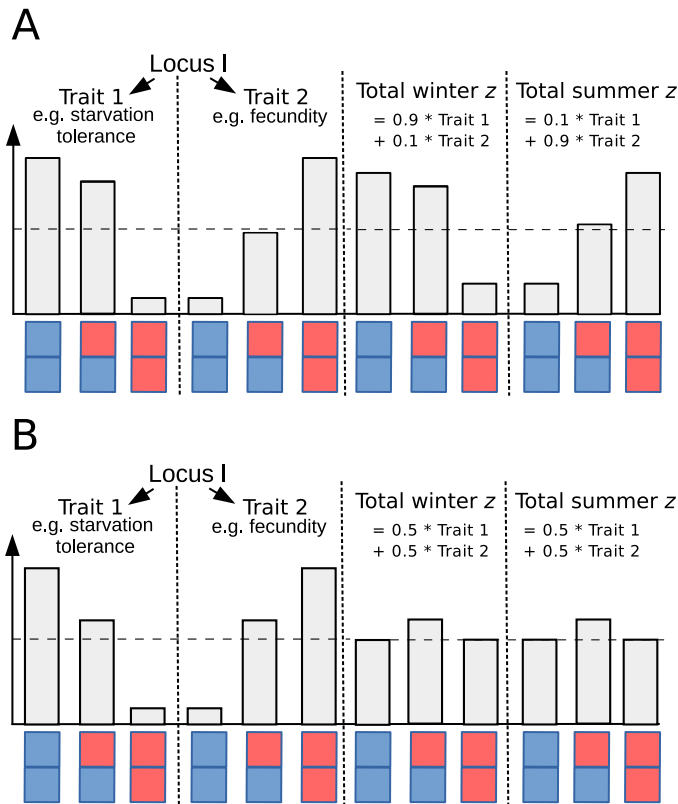 A
Locus I
Trait 1
e.g. starvation
tolerance
Trait 2
e.g. fecundity
Total winter z
= 0.9 * Trait 1
+ 0.1 * Trait 2
Total summer z
= 0.1 * Trait 1
+ 0.9 * Trait 2
B
Locus I
Trait 1
e.g. starvation
tolerance
Trait 2
e.g. fecundity
Total winter z
= 0.5 * Trait 1
+ 0.5 * Trait 2
Total summer z
= 0.5 * Trait 1
+ 0.5 * Trait 2